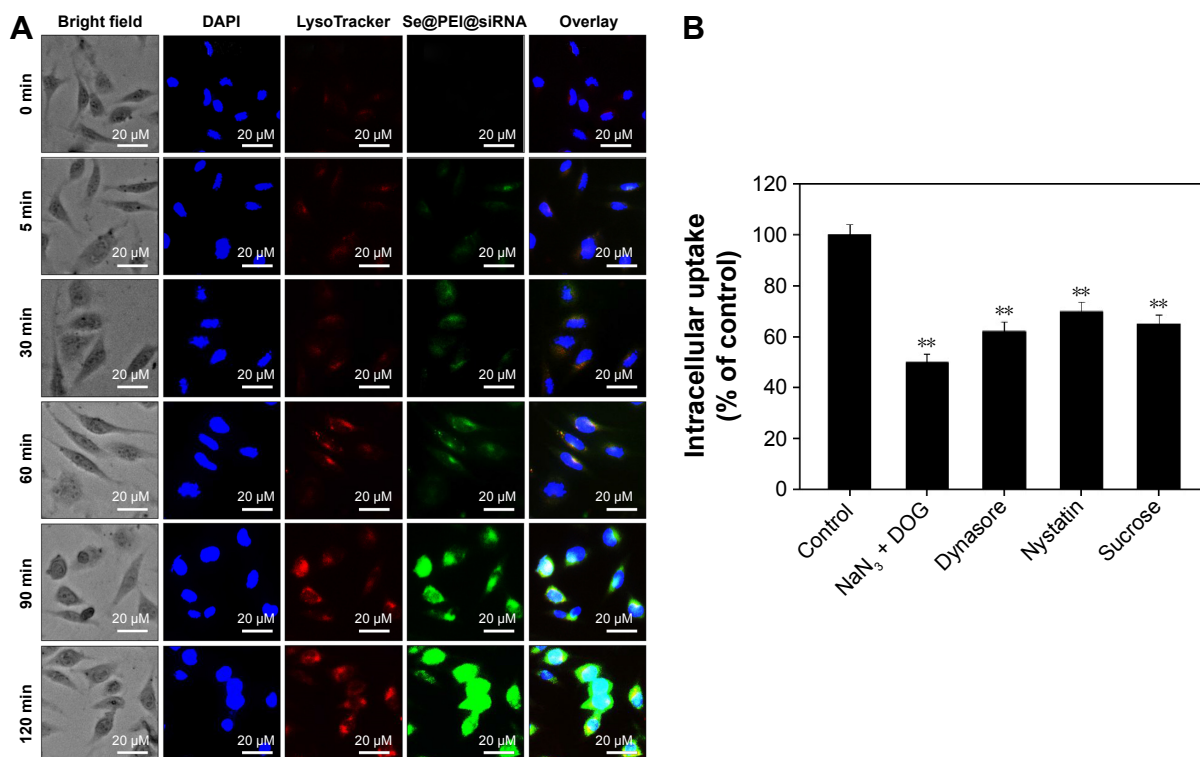 A
Bright field DAPI LysoTracker Se@PEI@siRNA Overlay
0 min
20 µM 20 µM 20 µM 20 µM 20 µM
5 min
20 µM 20 µM 20 µM 20 µM 20 µM
30 min
20 µM 20 µM 20 µM 20 µM 20 µM
60 min
20 µM 20 µM 20 µM 20 µM 20 µM
90 min
20 µM 20 µM 20 µM 20 µM 20 µM
120 min
20 µM 20 µM 20 µM 20 µM 20 µM
B
Intracellular uptake
(% of control)
120
100
80
60
40
20
0
** ** ** **
Control NaN₃ + DOG Dynasore Nystatin Sucrose